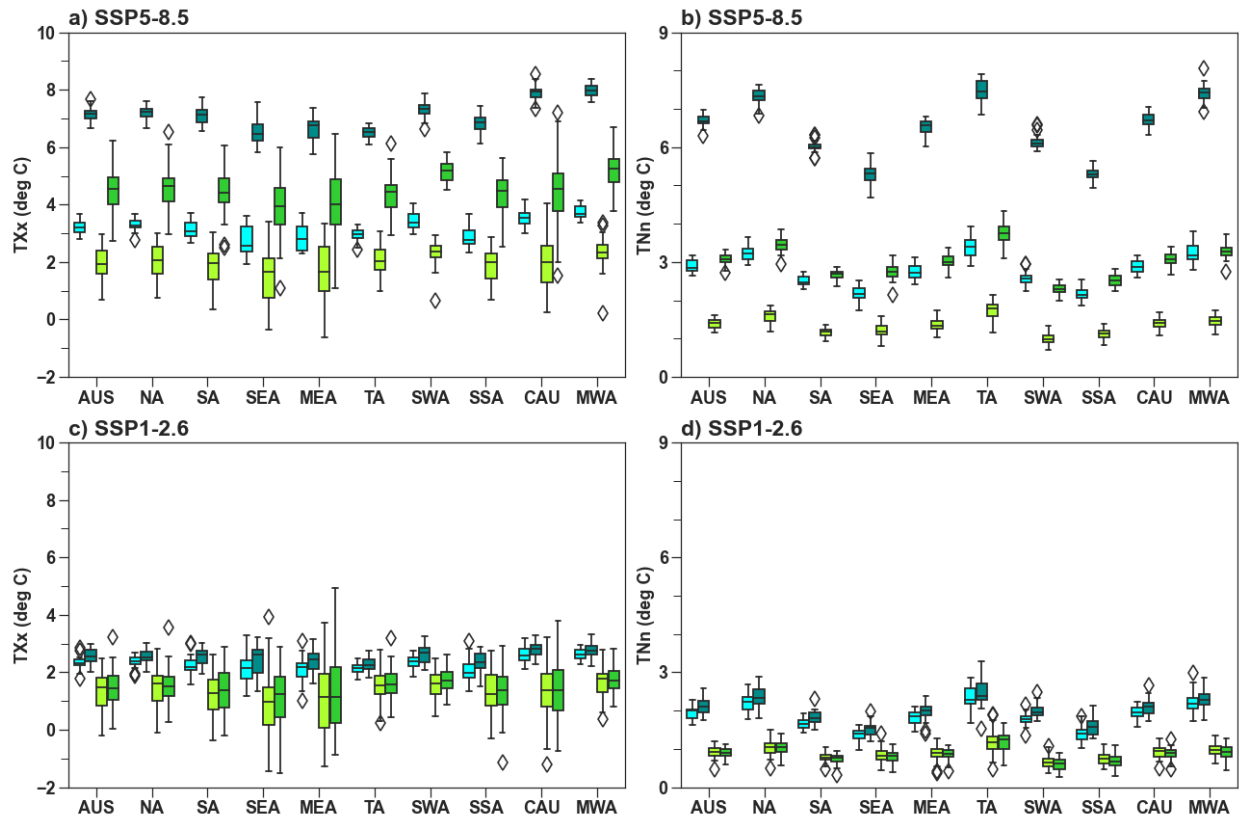 a) SSP5-8.5
TXx (deg C)
10
8
6
4
2
0
−2
AUS NA SA SEA MEA TA SWA SSA CAU MWA
b) SSP5-8.5
TNn (deg C)
9
6
3
0
AUS NA SA SEA MEA TA SWA SSA CAU MWA
c) SSP1-2.6
TXx (deg C)
10
8
6
4
2
0
−2
AUS NA SA SEA MEA TA SWA SSA CAU MWA
d) SSP1-2.6
TNn (deg C)
9
6
3
0
AUS NA SA SEA MEA TA SWA SSA CAU MWA